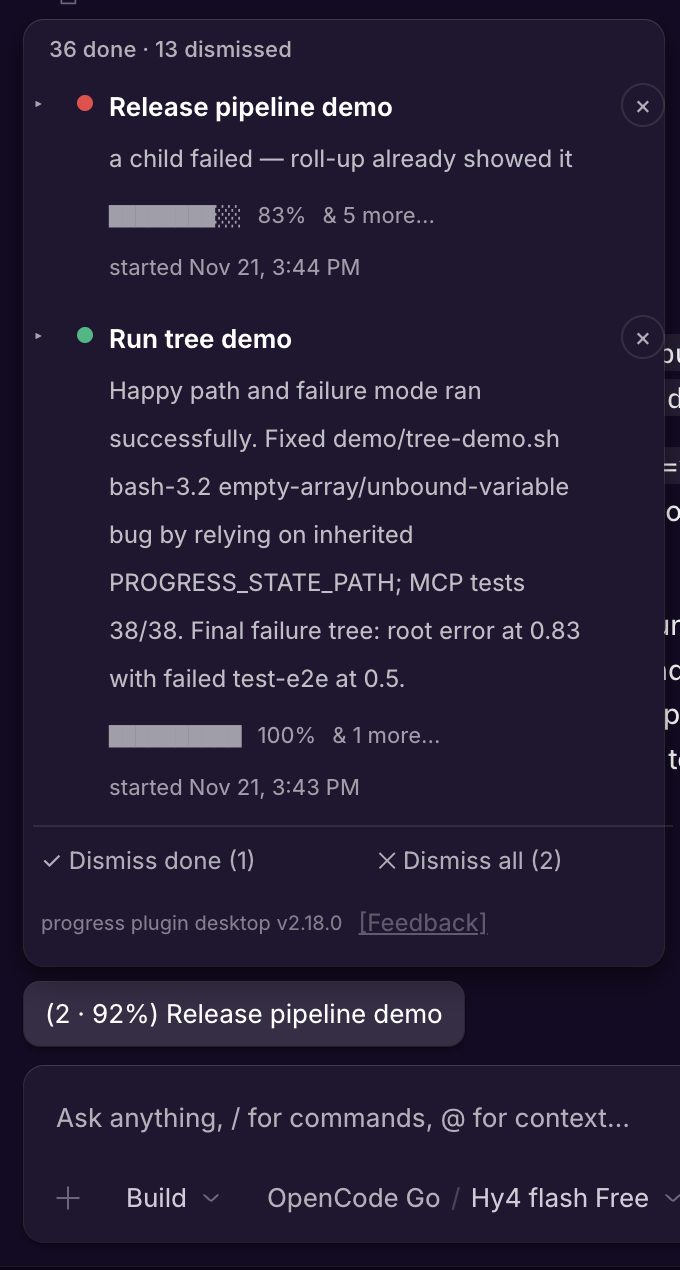 36 done · 13 dismissed
Release pipeline demo
a child failed — roll-up already showed it
████████░░ 83% & 5 more…
started Nov 21, 3:44 PM
Run tree demo
Happy path and failure mode ran
successfully. Fixed demo/tree-demo.sh
bash-3.2 empty-array/unbound-variable
bug by relying on inherited
PROGRESS_STATE_PATH; MCP tests
38/38. Final failure tree: root error at 0.83
with failed test-e2e at 0.5.
██████████ 100% & 1 more…
started Nov 21, 3:43 PM
✓ Dismiss done (1) ✕ Dismiss all (2)
progress plugin desktop v2.18.0 [Feedback]
(2 · 92%) Release pipeline demo
Ask anything, / for commands, @ for context...
Build OpenCode Go / Hy4 flash Free